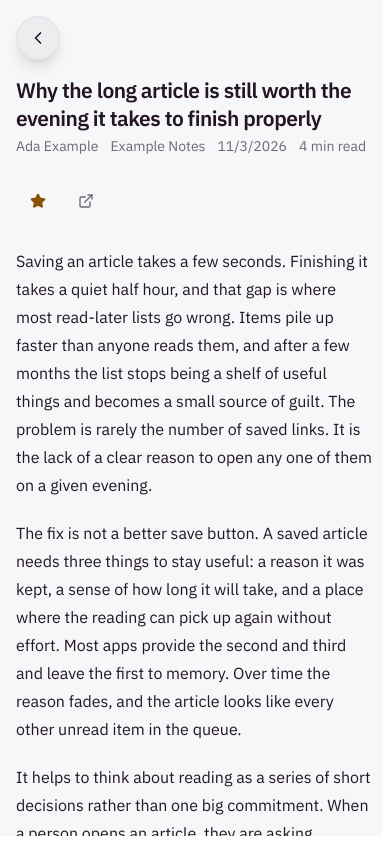 Why the long article is still worth the
evening it takes to finish properly
Ada Example Example Notes 11/3/2026 4 min read
Saving an article takes a few seconds. Finishing it
takes a quiet half hour, and that gap is where
most read-later lists go wrong. Items pile up
faster than anyone reads them, and after a few
months the list stops being a shelf of useful
things and becomes a small source of guilt. The
problem is rarely the number of saved links. It is
the lack of a clear reason to open any one of them
on a given evening.
The fix is not a better save button. A saved article
needs three things to stay useful: a reason it was
kept, a sense of how long it will take, and a place
where the reading can pick up again without
effort. Most apps provide the second and third
and leave the first to memory. Over time the
reason fades, and the article looks like every
other unread item in the queue.
It helps to think about reading as a series of short
decisions rather than one big commitment. When
a person opens an article, they are asking